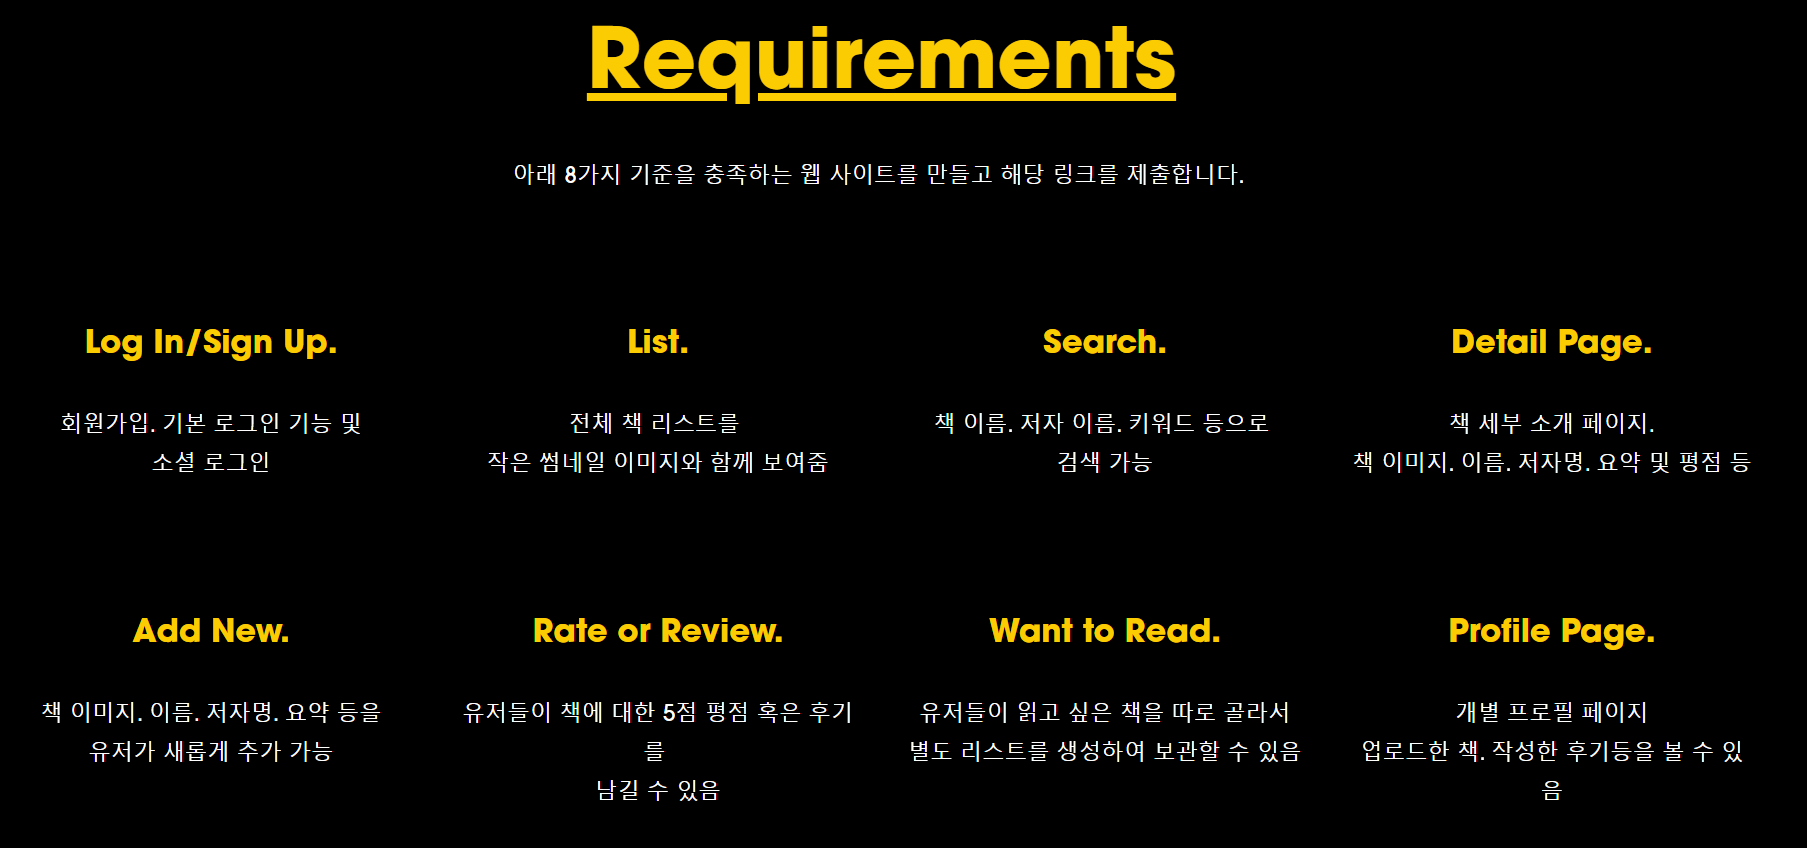 Requirements
아래 8가지 기준을 충족하는 웹 사이트를 만들고 해당 링크를 제출합니다.
Log In/Sign Up.
회원가입. 기본 로그인 기능 및
소셜 로그인
List.
전체 책 리스트를
작은 썸네일 이미지와 함께 보여줌
Search.
책 이름. 저자 이름. 키워드 등으로
검색 가능
Detail Page.
책 세부 소개 페이지.
책 이미지. 이름. 저자명. 요약 및 평점 등
Add New.
책 이미지. 이름. 저자명. 요약 등을
유저가 새롭게 추가 가능
Rate or Review.
유저들이 책에 대한 5점 평점 혹은 후기
를
남길 수 있음
Want to Read.
유저들이 읽고 싶은 책을 따로 골라서
별도 리스트를 생성하여 보관할 수 있음
Profile Page.
개별 프로필 페이지
업로드한 책. 작성한 후기등을 볼 수 있
음